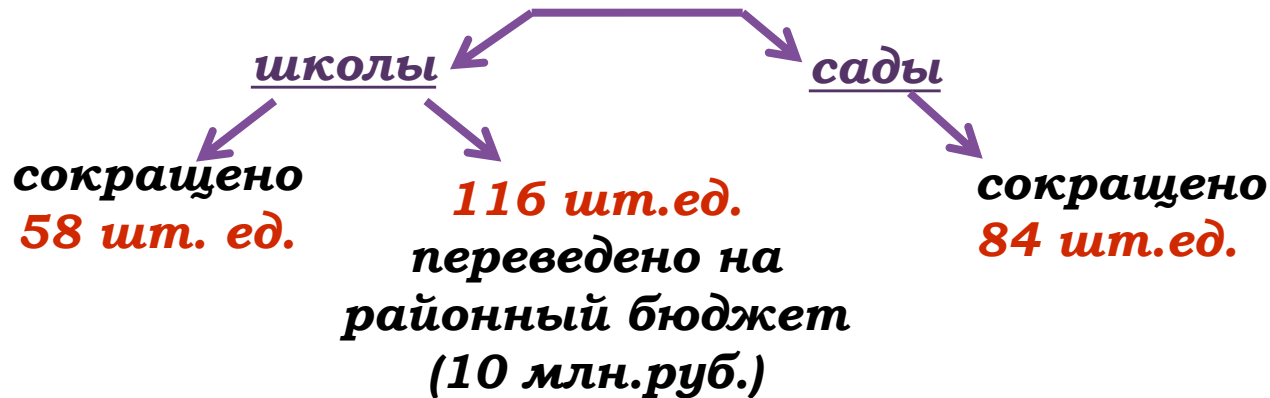 школы
сады
сокращено
58 шт. ед.
116 шт.ед.
переведено на
районный бюджет
(10 млн.руб.)
сокращено
84 шт.ед.